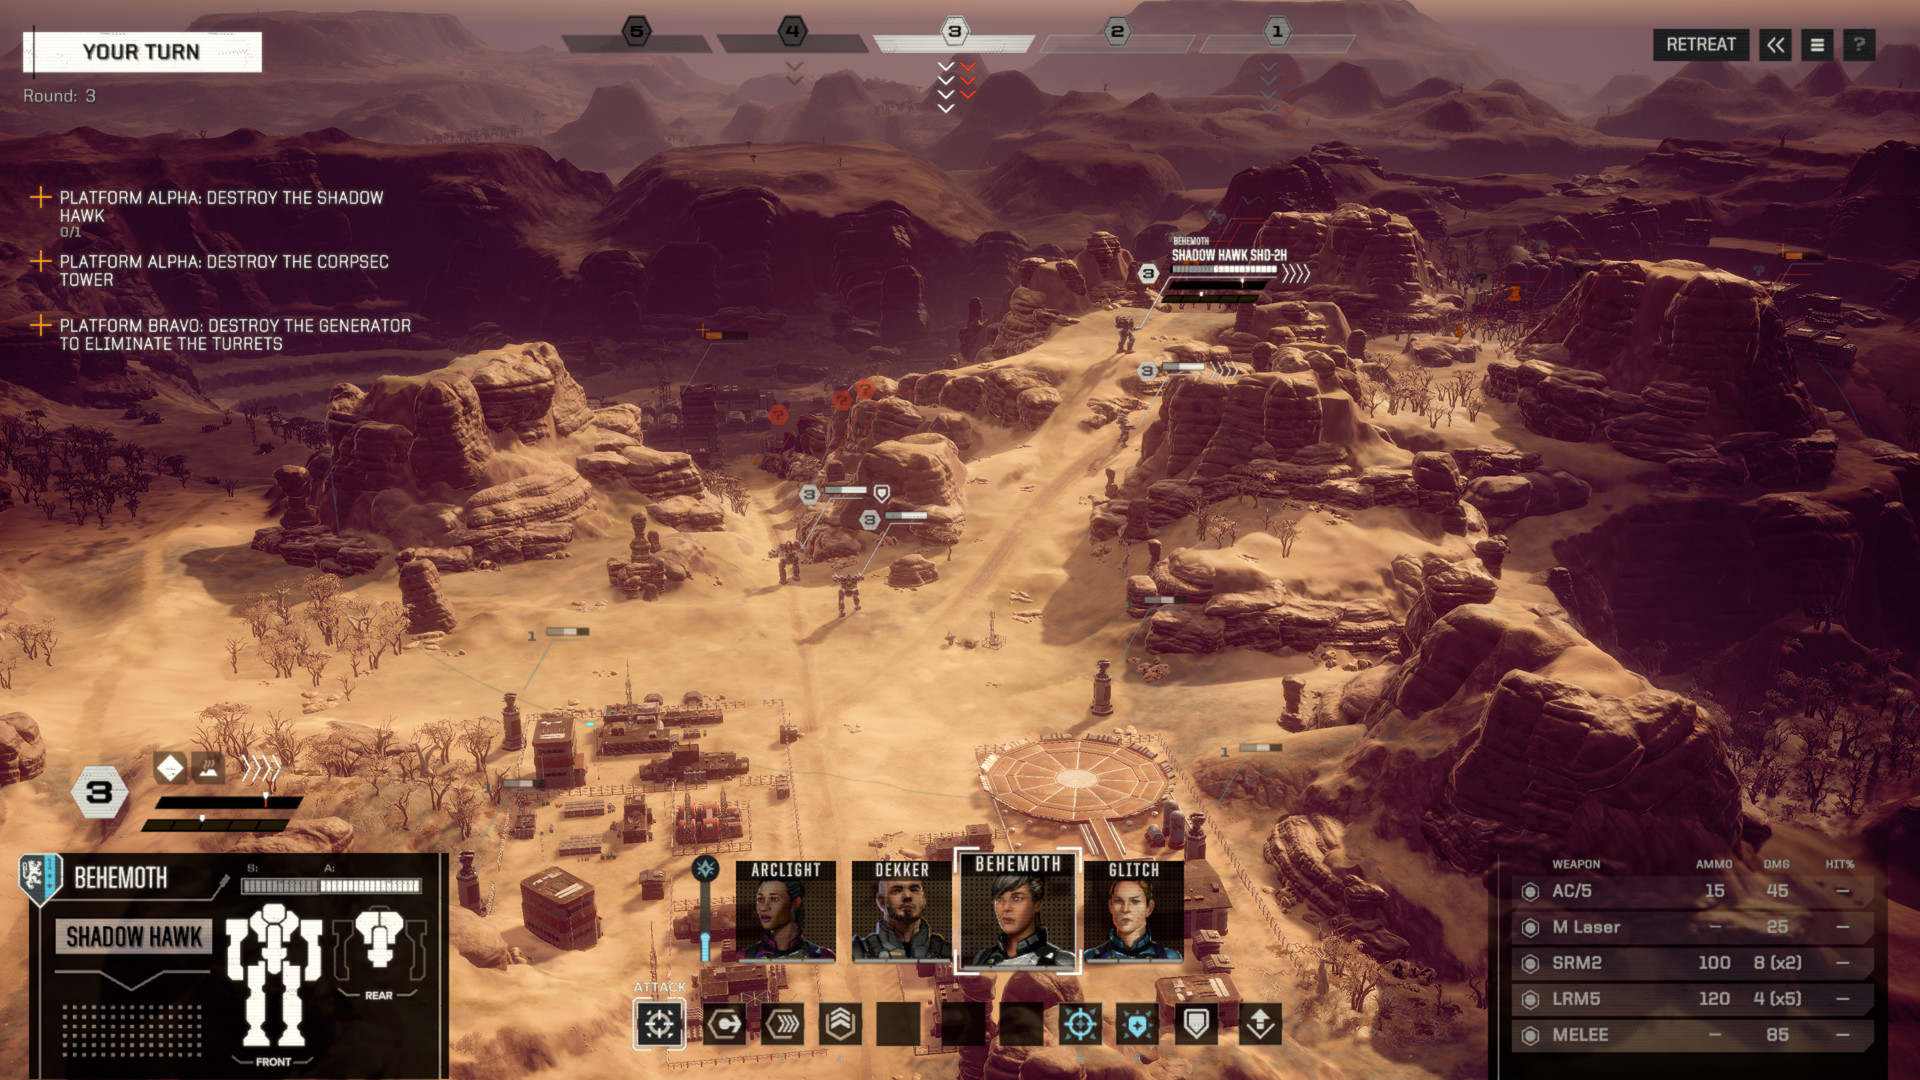 YOUR TURN
Round: 3
5
4
3
2
1
RETREAT
?
PLATFORM ALPHA: DESTROY THE SHADOW
HAWK
0/1
PLATFORM ALPHA: DESTROY THE CORPSEC
TOWER
PLATFORM BRAVO: DESTROY THE GENERATOR
TO ELIMINATE THE TURRETS
BEHEMOTH
SHADOW HAWK SHD-2H
3
3
? ? ?
3
3
1
1
3
BEHEMOTH
S: A:
SHADOW HAWK
REAR
FRONT
ARCLIGHT
DEKKER
BEHEMOTH
GLITCH
ATTACK
WEAPON AMMO DMG HIT%
AC/5 15 45 —
M Laser — 25 —
SRM2 100 8 (x2) —
LRM5 120 4 (x5) —
MELEE — 85 —